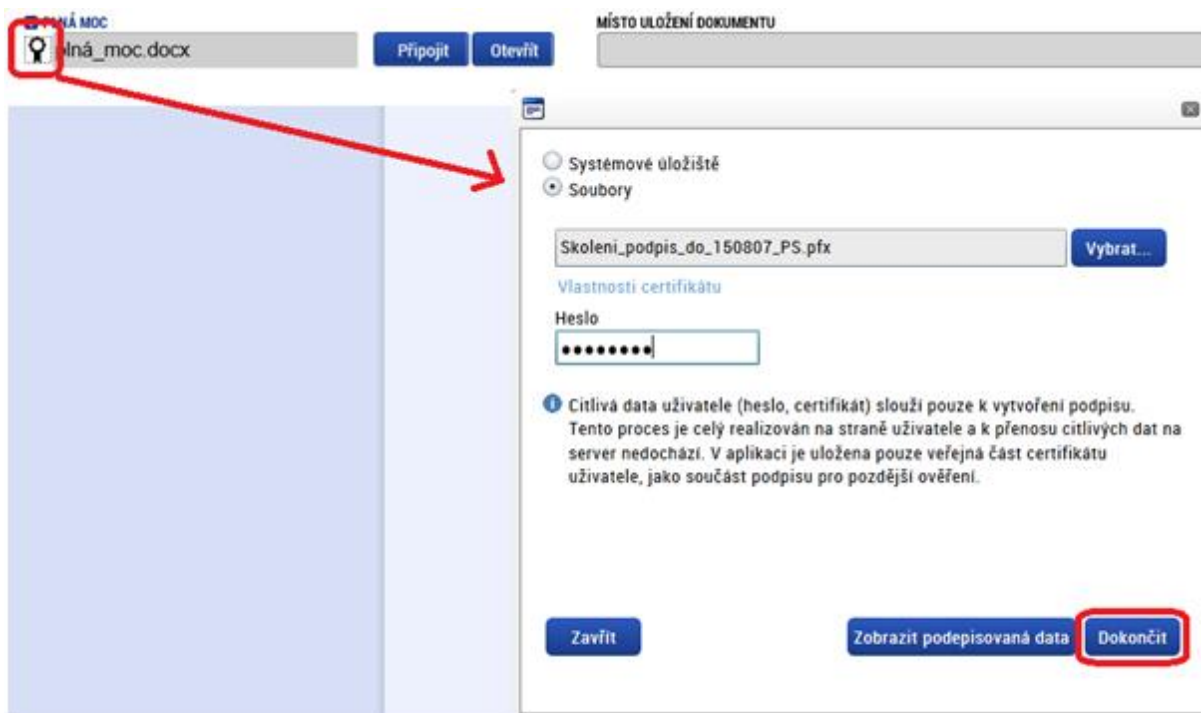 PLNÁ MOC
MÍSTO ULOŽENÍ DOKUMENTU
plná_moc.docx
Připojit
Otevřít
Systémové úložiště
Soubory
Skoleni_podpis_do_150807_PS.pfx
Vybrat...
Vlastnosti certifikátu
Heslo
Citlivá data uživatele (heslo, certifikát) slouží pouze k vytvoření podpisu.
Tento proces je celý realizován na straně uživatele a k přenosu citlivých dat na
server nedochází. V aplikaci je uložena pouze veřejná část certifikátu
uživatele, jako součást podpisu pro pozdější ověření.
Zavřít
Zobrazit podepisovaná data
Dokončit